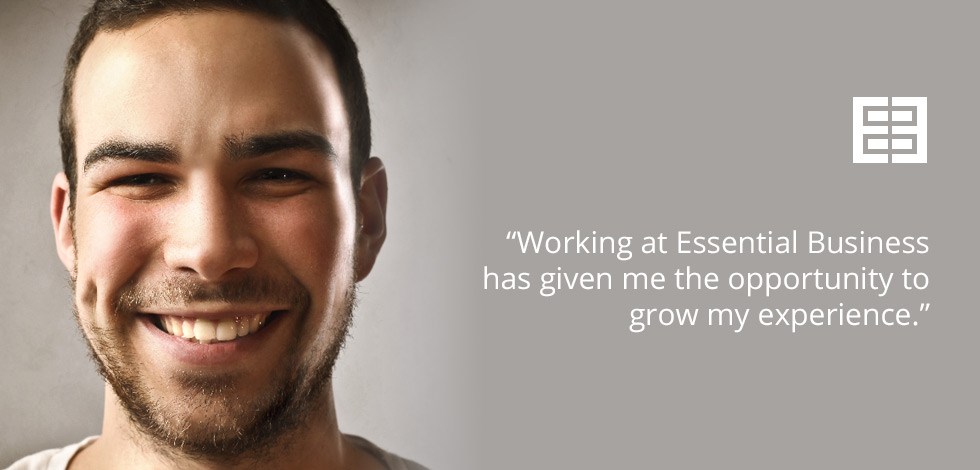 “Working at Essential Business
has given me the opportunity to
grow my experience.”